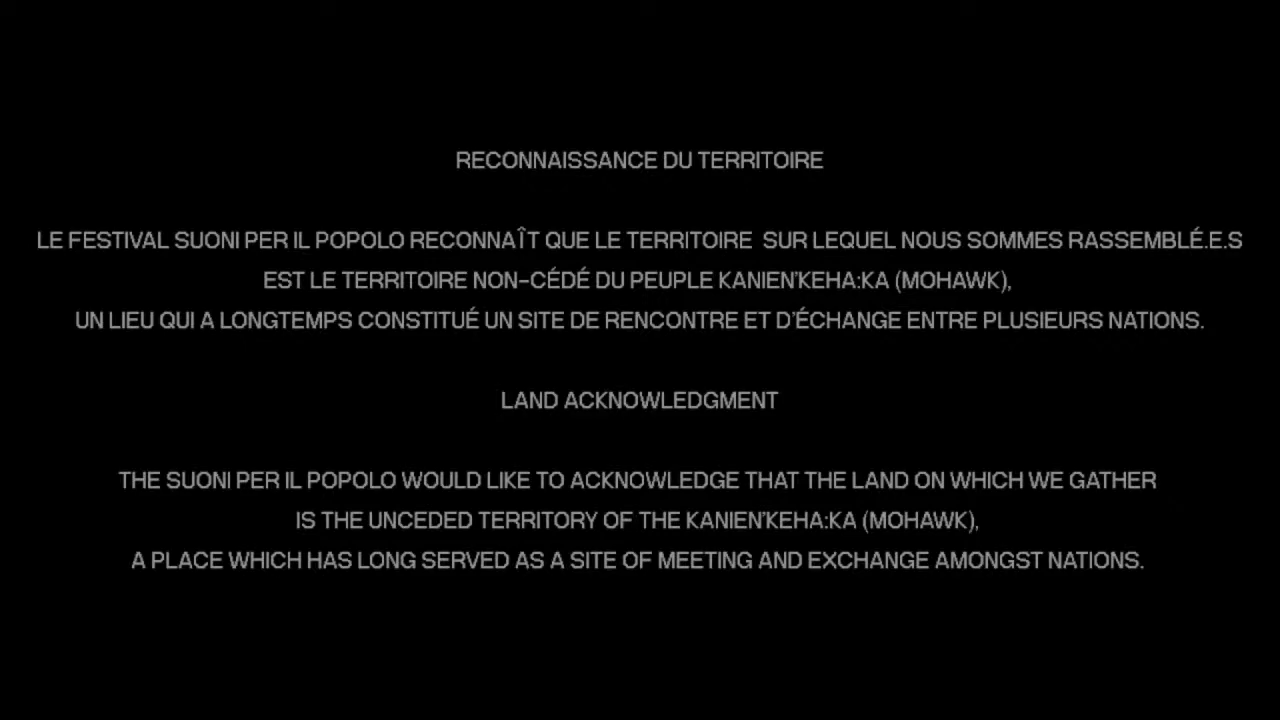 RECONNAISSANCE DU TERRITOIRE
LE FESTIVAL SUONI PER IL POPOLO RECONNAÎT QUE LE TERRITOIRE SUR LEQUEL NOUS SOMMES RASSEMBLÉ.E.S
EST LE TERRITOIRE NON-CÉDÉ DU PEUPLE KANIEN'KEHA:KA (MOHAWK),
UN LIEU QUI A LONGTEMPS CONSTITUÉ UN SITE DE RENCONTRE ET D'ÉCHANGE ENTRE PLUSIEURS NATIONS.
LAND ACKNOWLEDGMENT
THE SUONI PER IL POPOLO WOULD LIKE TO ACKNOWLEDGE THAT THE LAND ON WHICH WE GATHER
IS THE UNCEDED TERRITORY OF THE KANIEN'KEHA:KA (MOHAWK),
A PLACE WHICH HAS LONG SERVED AS A SITE OF MEETING AND EXCHANGE AMONGST NATIONS.